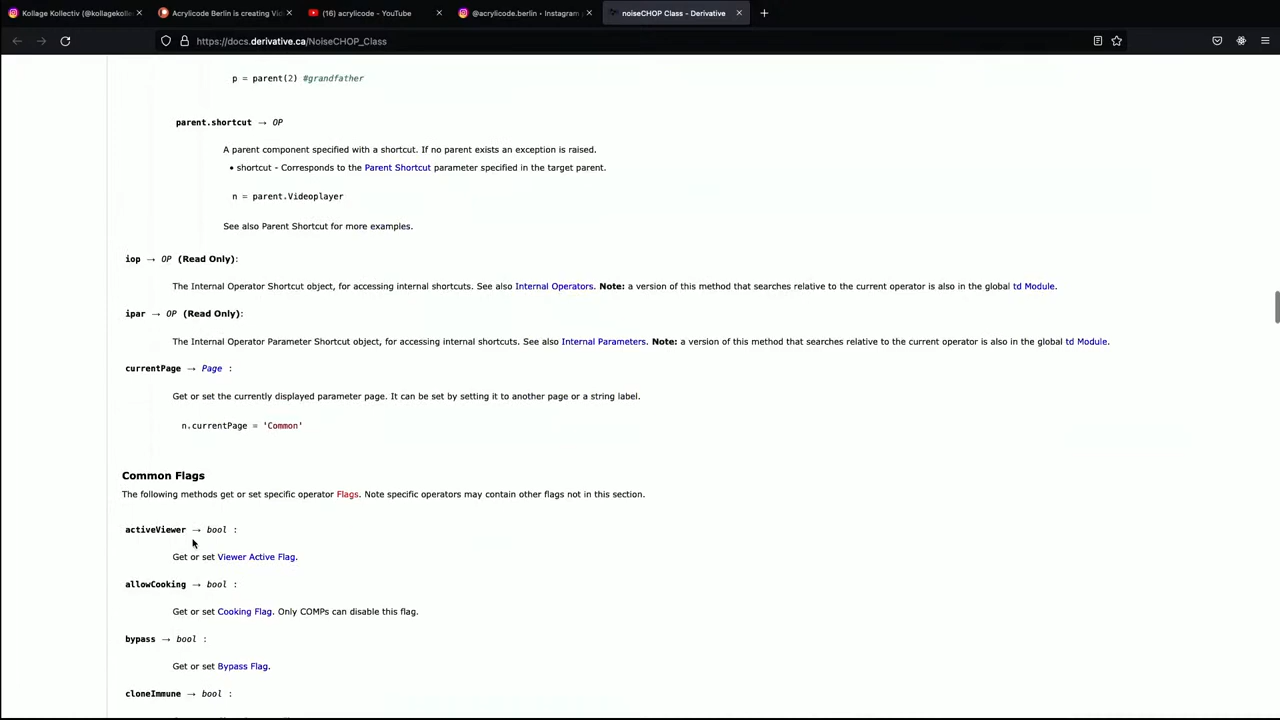 Kollage Kollectiv (@kollagekoll
Acrylicode Berlin is creating Vid
(16) acrylicode - YouTube
@acrylicode.berlin • Instagram
noiseCHOP Class - Derivative
https://docs.derivative.ca/NoiseCHOP_Class
p = parent(2) #grandfather
parent.shortcut → OP
A parent component specified with a shortcut. If no parent exists an exception is raised.
• shortcut - Corresponds to the Parent Shortcut parameter specified in the target parent.
n = parent.Videoplayer
See also Parent Shortcut for more examples.
iop → OP (Read Only):
The Internal Operator Shortcut object, for accessing internal shortcuts. See also Internal Operators. Note: a version of this method that searches relative to the current operator is also in the global td Module.
ipar → OP (Read Only):
The Internal Operator Parameter Shortcut object, for accessing internal shortcuts. See also Internal Parameters. Note: a version of this method that searches relative to the current operator is also in the global td Module.
currentPage → Page :
Get or set the currently displayed parameter page. It can be set by setting it to another page or a string label.
n.currentPage = 'Common'
Common Flags
The following methods get or set specific operator Flags. Note specific operators may contain other flags not in this section.
activeViewer → bool :
Get or set Viewer Active Flag.
allowCooking → bool :
Get or set Cooking Flag. Only COMPs can disable this flag.
bypass → bool :
Get or set Bypass Flag.
cloneImmune → bool :